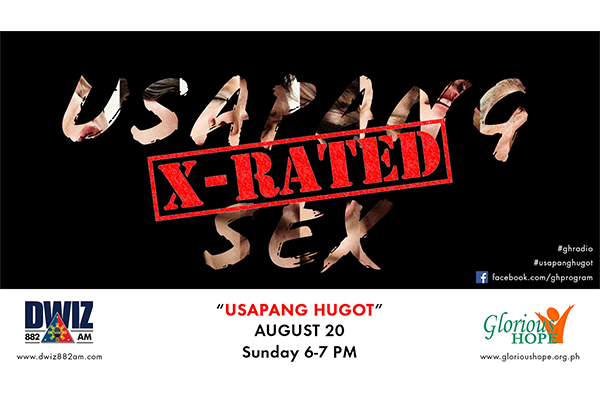 USAPANG
X-RATED
SEX
#ghradio
#usapanghugot
facebook.com/ghprogram
DWIZ
882 AM
www.dwiz882am.com
“USAPANG HUGOT”
AUGUST 20
Sunday 6-7 PM
Glorious
HOPE
www.glorioushope.org.ph